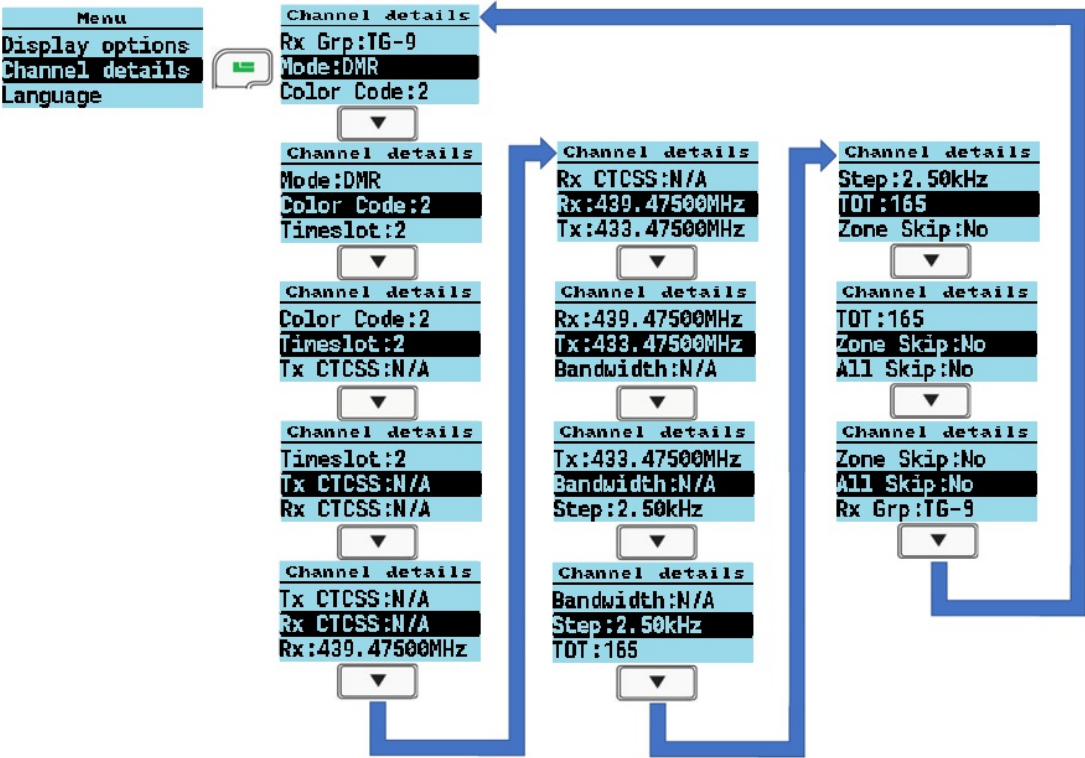 Menu
Display options
Channel details
Language
Channel details
Rx Grp:TG-9
Mode:DMR
Color Code:2
Channel details
Mode:DMR
Color Code:2
Timeslot:2
Channel details
Color Code:2
Timeslot:2
Tx CTCSS:N/A
Channel details
Timeslot:2
Tx CTCSS:N/A
Rx CTCSS:N/A
Channel details
Tx CTCSS:N/A
Rx CTCSS:N/A
Rx:439.47500MHz
Channel details
Rx CTCSS:N/A
Rx:439.47500MHz
Tx:433.47500MHz
Channel details
Rx:439.47500MHz
Tx:433.47500MHz
Bandwidth:N/A
Channel details
Tx:433.47500MHz
Bandwidth:N/A
Step:2.50kHz
Channel details
Bandwidth:N/A
Step:2.50kHz
TOT:165
Channel details
Step:2.50kHz
TOT:165
Zone Skip:No
Channel details
TOT:165
Zone Skip:No
All Skip:No
Channel details
Zone Skip:No
All Skip:No
Rx Grp:TG-9